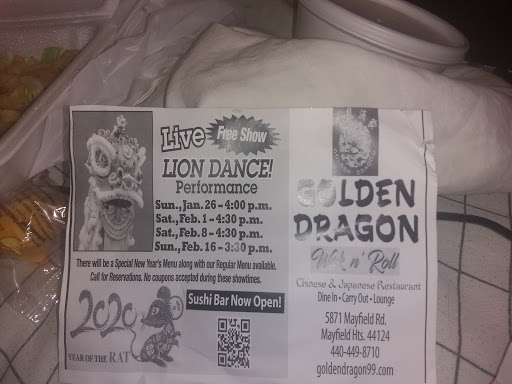 Live
Free Show
LION DANCE!
Performance
Sun., Jan. 26 - 4:00 p.m.
Sat., Feb. 1 - 4:30 p.m.
Sat., Feb. 8 - 4:30 p.m.
Sun., Feb. 16 - 3:30 p.m.
There will be a Special New Year's Menu along with our Regular Menu available.
Call for Reservations. No coupons accepted during these showtimes.
2020
YEAR OF THE RAT
Sushi Bar Now Open!
GOLDEN DRAGON
GOLDEN
DRAGON
Wok n' Roll
Chinese & Japanese Restaurant
Dine In • Carry Out • Lounge
5871 Mayfield Rd.
Mayfield Hts. 44124
440-449-8710
goldendragon99.com